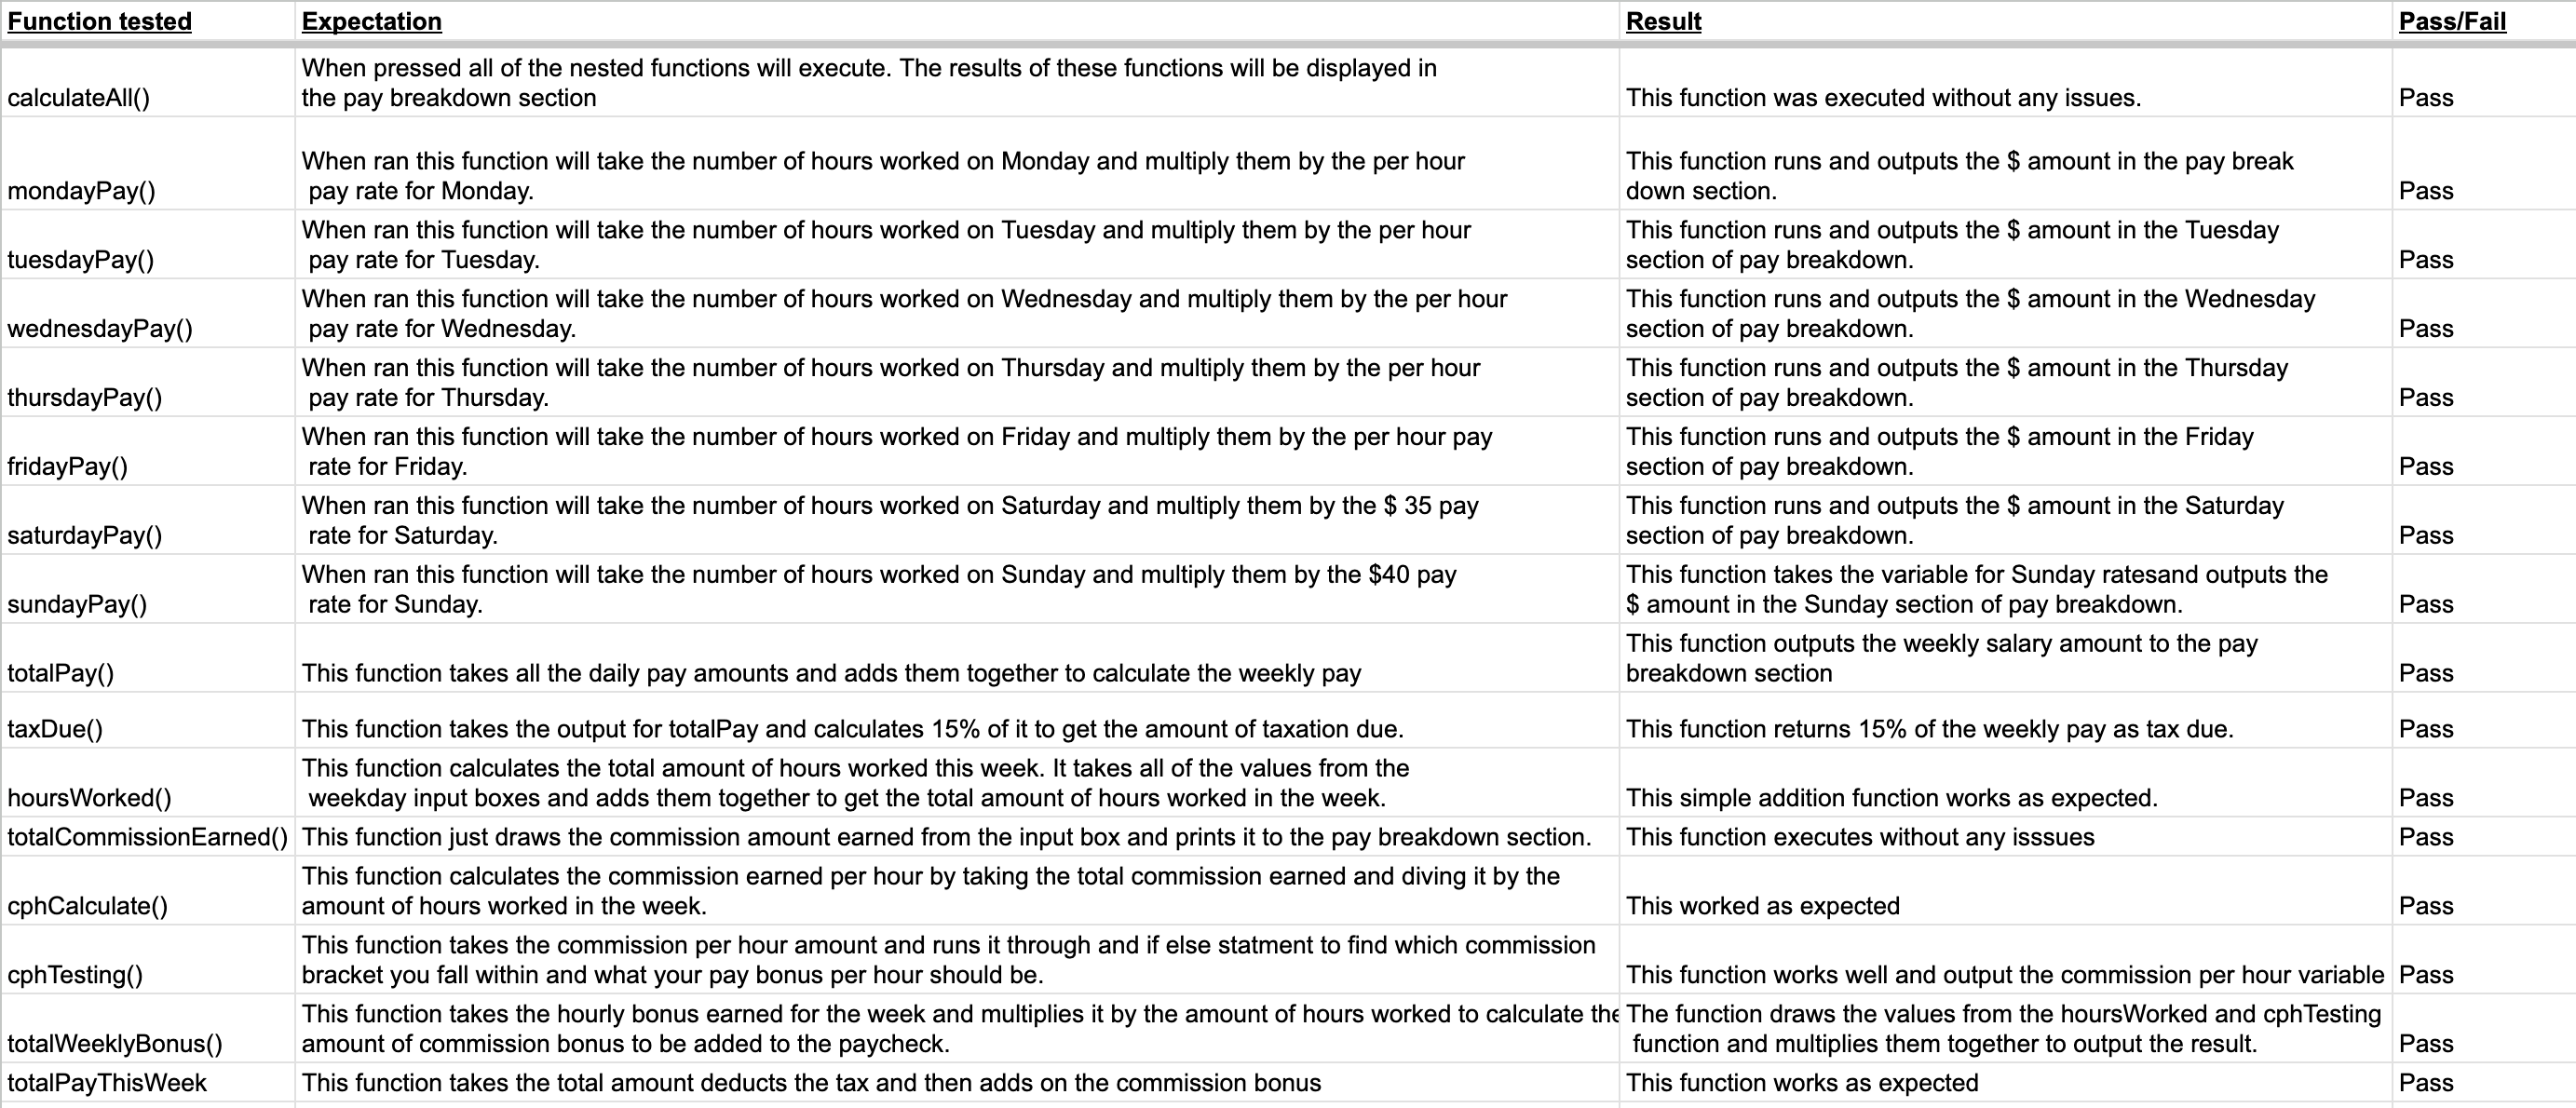 Function tested Expectation Result Pass/Fail
When pressed all of the nested functions will execute. The results of these functions will be displayed in
calculateAll() the pay breakdown section This function was executed without any issues. Pass
When ran this function will take the number of hours worked on Monday and multiply them by the per hour This function runs and outputs the $ amount in the pay break
mondayPay() pay rate for Monday. down section. Pass
When ran this function will take the number of hours worked on Tuesday and multiply them by the per hour This function runs and outputs the $ amount in the Tuesday
tuesdayPay() pay rate for Tuesday. section of pay breakdown. Pass
When ran this function will take the number of hours worked on Wednesday and multiply them by the per hour This function runs and outputs the $ amount in the Wednesday
wednesdayPay() pay rate for Wednesday. section of pay breakdown. Pass
When ran this function will take the number of hours worked on Thursday and multiply them by the per hour This function runs and outputs the $ amount in the Thursday
thursdayPay() pay rate for Thursday. section of pay breakdown. Pass
When ran this function will take the number of hours worked on Friday and multiply them by the per hour pay This function runs and outputs the $ amount in the Friday
fridayPay() rate for Friday. section of pay breakdown. Pass
When ran this function will take the number of hours worked on Saturday and multiply them by the $ 35 pay This function runs and outputs the $ amount in the Saturday
saturdayPay() rate for Saturday. section of pay breakdown. Pass
When ran this function will take the number of hours worked on Sunday and multiply them by the $40 pay This function takes the variable for Sunday ratesand outputs the
sundayPay() rate for Sunday. $ amount in the Sunday section of pay breakdown. Pass
This function outputs the weekly salary amount to the pay
totalPay() This function takes all the daily pay amounts and adds them together to calculate the weekly pay breakdown section Pass
taxDue() This function takes the output for totalPay and calculates 15% of it to get the amount of taxation due. This function returns 15% of the weekly pay as tax due. Pass
This function calculates the total amount of hours worked this week. It takes all of the values from the
hoursWorked() weekday input boxes and adds them together to get the total amount of hours worked in the week. This simple addition function works as expected. Pass
totalCommissionEarned() This function just draws the commission amount earned from the input box and prints it to the pay breakdown section. This function executes without any isssues Pass
This function calculates the commission earned per hour by taking the total commission earned and diving it by the
cphCalculate() amount of hours worked in the week. This worked as expected Pass
This function takes the commission per hour amount and runs it through and if else statment to find which commission
cphTesting() bracket you fall within and what your pay bonus per hour should be. This function works well and output the commission per hour variable Pass
This function takes the hourly bonus earned for the week and multiplies it by the amount of hours worked to calculate the The function draws the values from the hoursWorked and cphTesting
totalWeeklyBonus() amount of commission bonus to be added to the paycheck. function and multiplies them together to output the result. Pass
totalPayThisWeek This function takes the total amount deducts the tax and then adds on the commission bonus This function works as expected Pass